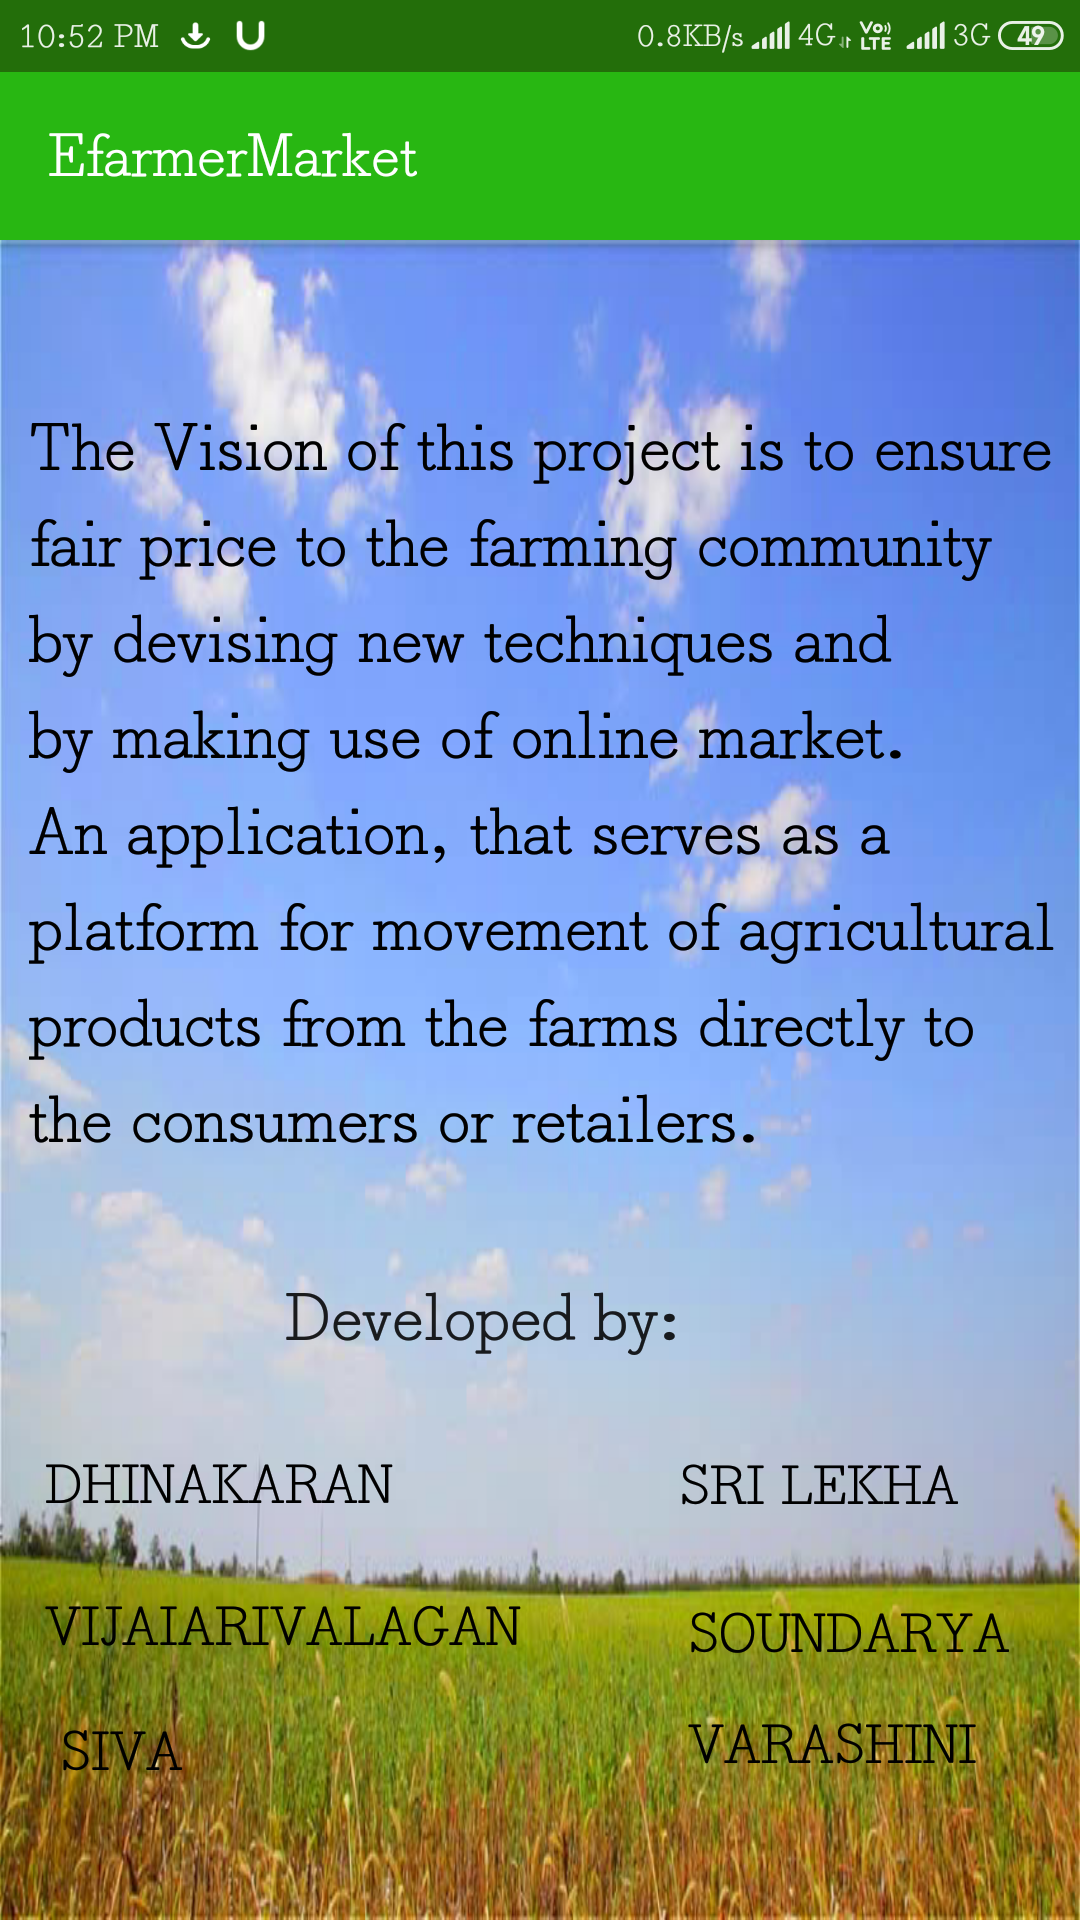 10:52 PM 0.8KB/s 4G Vo)) LTE 3G 49
EfarmerMarket
The Vision of this project is to ensure
fair price to the farming community
by devising new techniques and
by making use of online market.
An application, that serves as a
platform for movement of agricultural
products from the farms directly to
the consumers or retailers.
Developed by:
DHINAKARAN SRI LEKHA
VIJAIARIVALAGAN SOUNDARYA
SIVA VARASHINI